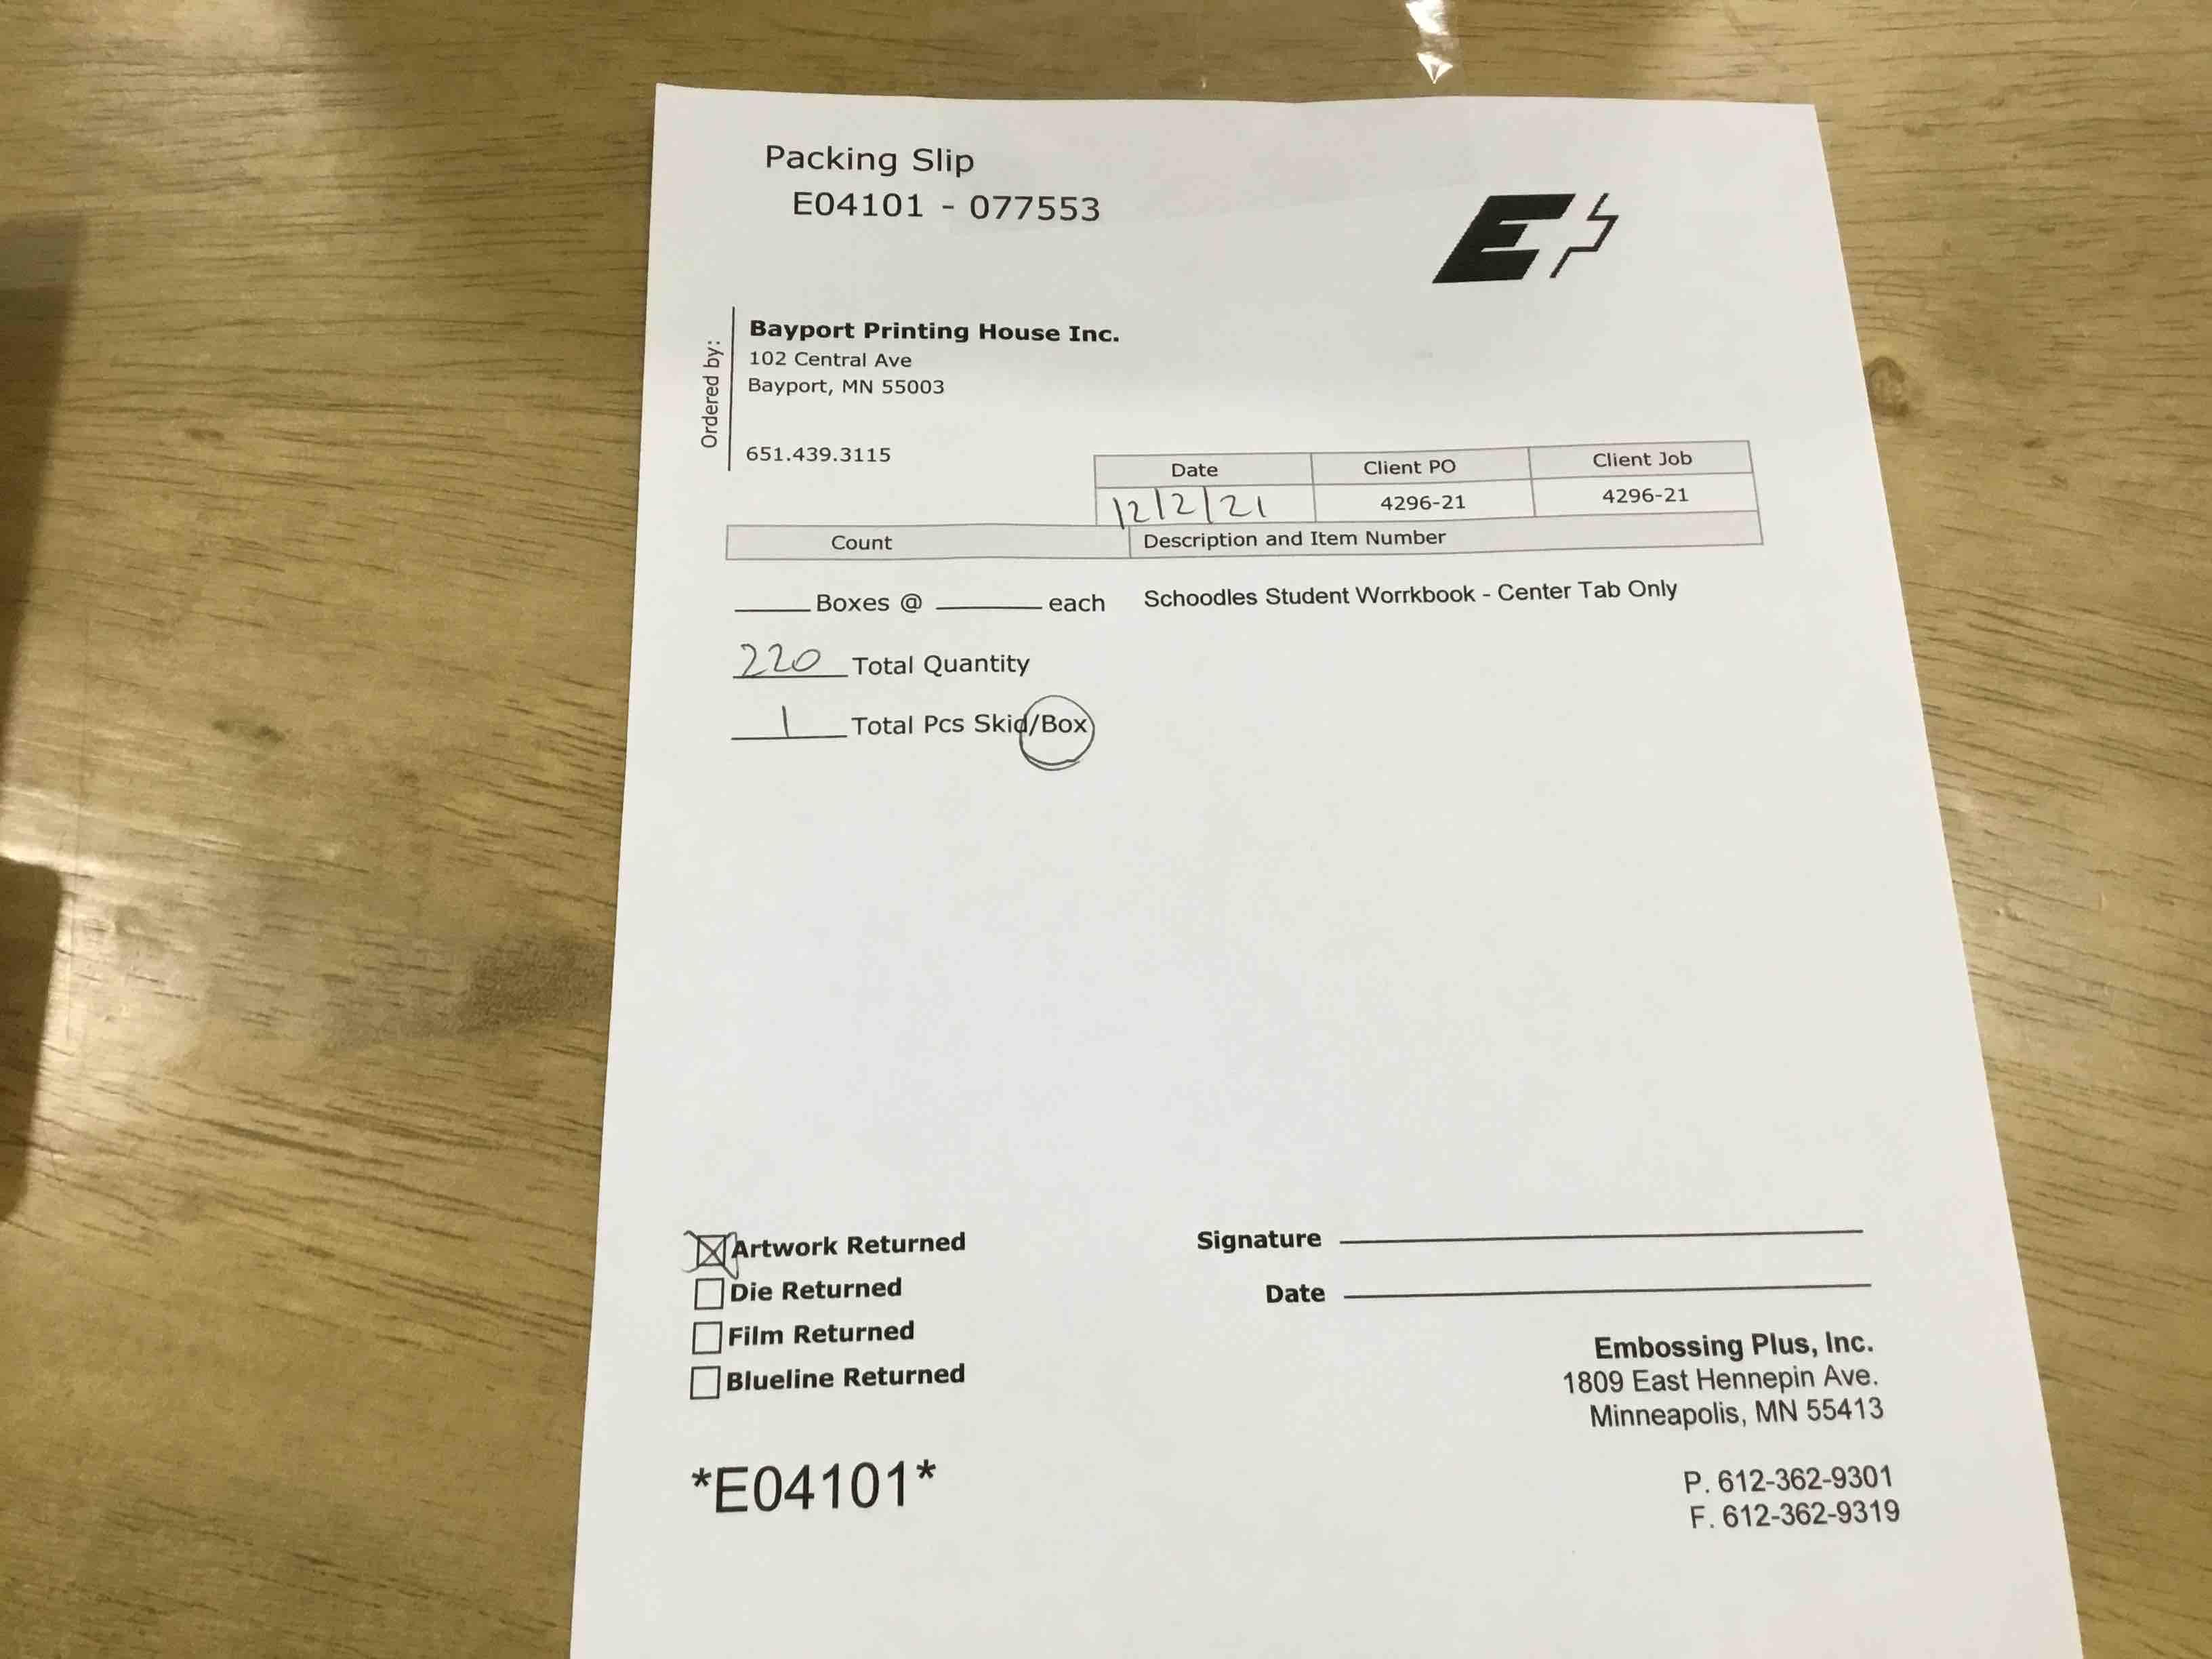 Packing Slip
E04101 - 077553
E+
Ordered by:
Bayport Printing House Inc.
102 Central Ave
Bayport, MN 55003
651.439.3115
Date Client PO Client Job
12/2/21 4296-21 4296-21
Count Description and Item Number
_____ Boxes @ _____ each Schoodles Student Worrkbook - Center Tab Only
220 Total Quantity
1 Total Pcs Skid/Box
Artwork Returned
Die Returned
Film Returned
Blueline Returned
*E04101*
Signature
Date
Embossing Plus, Inc.
1809 East Hennepin Ave.
Minneapolis, MN 55413
P. 612-362-9301
F. 612-362-9319